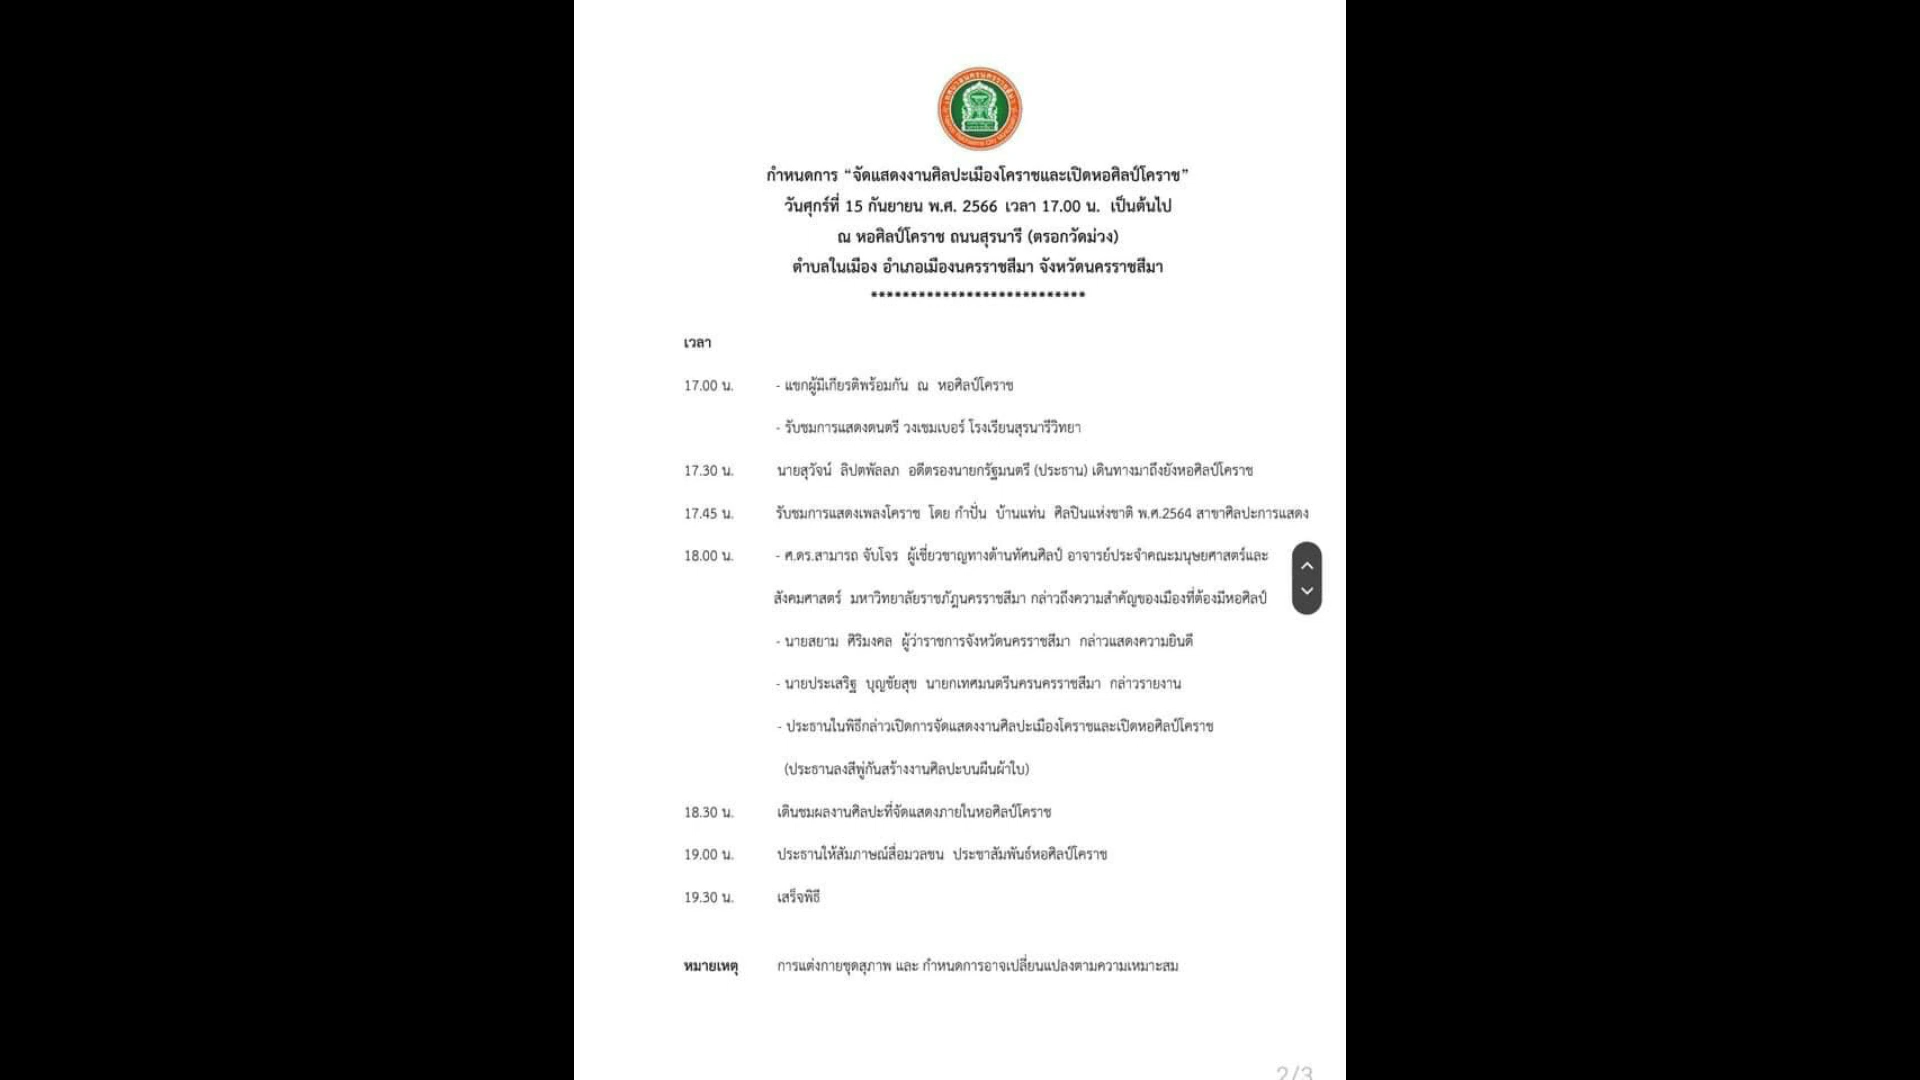 กำหนดการ “จัดแสดงงานศิลปะเมืองโคราชและเปิดหอศิลป์โคราช”
วันศุกร์ที่ 15 กันยายน พ.ศ. 2566 เวลา 17.00 น. เป็นต้นไป
ณ หอศิลป์โคราช ถนนสุรนารี (ตรอกวัดม่วง)
ตำบลในเมือง อำเภอเมืองนครราชสีมา จังหวัดนครราชสีมา
***************************
เวลา
17.00 น. - แขกผู้มีเกียรติพร้อมกัน ณ หอศิลป์โคราช
- รับชมการแสดงดนตรี วงเชมเบอร์ โรงเรียนสุรนารีวิทยา
17.30 น. นายสุวัจน์ ลิปตพัลลภ อดีตรองนายกรัฐมนตรี (ประธาน) เดินทางมาถึงยังหอศิลป์โคราช
17.45 น. รับชมการแสดงเพลงโคราช โดย กำปั่น บ้านแท่น ศิลปินแห่งชาติ พ.ศ.2564 สาขาศิลปะการแสดง
18.00 น. - ศ.ดร.สามารถ จับโจร ผู้เชี่ยวชาญทางด้านทัศนศิลป์ อาจารย์ประจำคณะมนุษยศาสตร์และ
สังคมศาสตร์ มหาวิทยาลัยราชภัฏนครราชสีมา กล่าวถึงความสำคัญของเมืองที่ต้องมีหอศิลป์
- นายสยาม ศิริมงคล ผู้ว่าราชการจังหวัดนครราชสีมา กล่าวแสดงความยินดี
- นายประเสริฐ บุญชัยสุข นายกเทศมนตรีนครนครราชสีมา กล่าวรายงาน
- ประธานในพิธีกล่าวเปิดการจัดแสดงงานศิลปะเมืองโคราชและเปิดหอศิลป์โคราช
(ประธานลงสีพู่กันสร้างงานศิลปะบนผืนผ้าใบ)
18.30 น. เดินชมผลงานศิลปะที่จัดแสดงภายในหอศิลป์โคราช
19.00 น. ประธานให้สัมภาษณ์สื่อมวลชน ประชาสัมพันธ์หอศิลป์โคราช
19.30 น. เสร็จพิธี
หมายเหตุ การแต่งกายชุดสุภาพ และ กำหนดการอาจเปลี่ยนแปลงตามความเหมาะสม
2/3